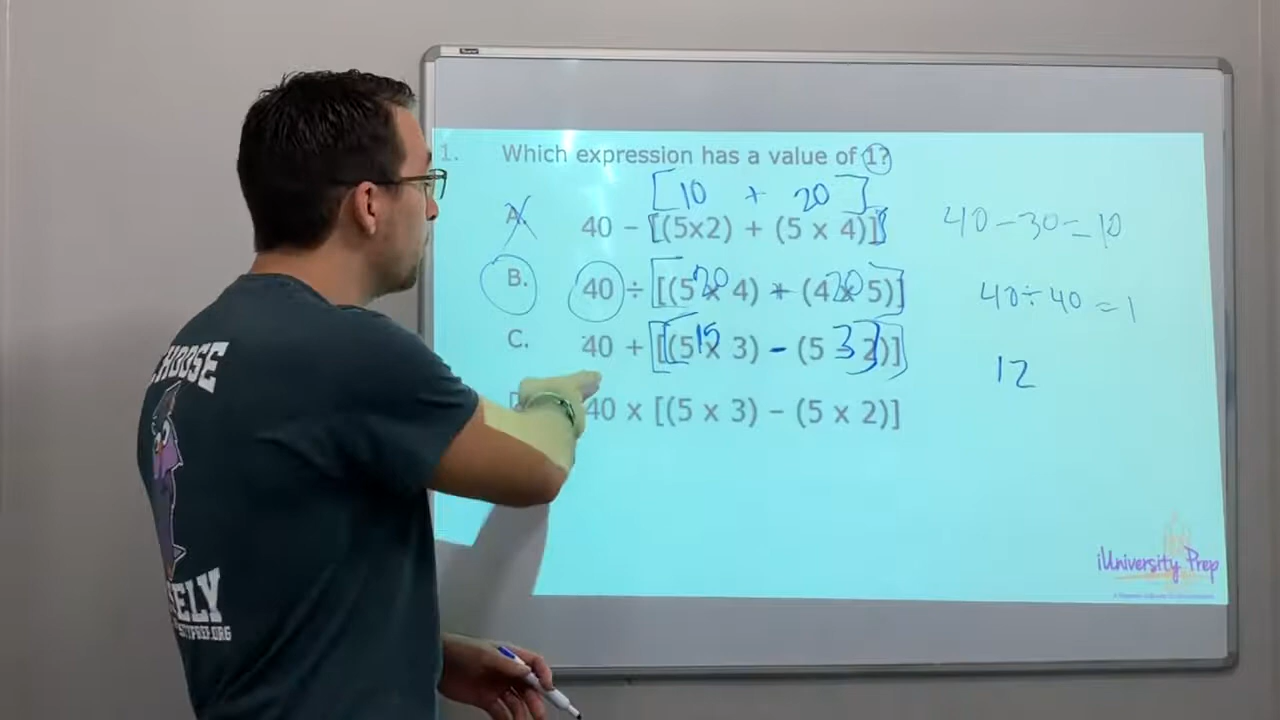 1. Which expression has a value of 1?
[10 + 20]
A. 40 − [(5x2) + (5 x 4)] 40 − 30 = 10
B. 40 ÷ [(5 x 4) + (4 x 5)] 40 ÷ 40 = 1
20 20
C. 40 + [(5 x 3) − (5 2)] 12
15 3
40 x [(5 x 3) − (5 x 2)]
CHOOSE
ELY
iUniversity Prep